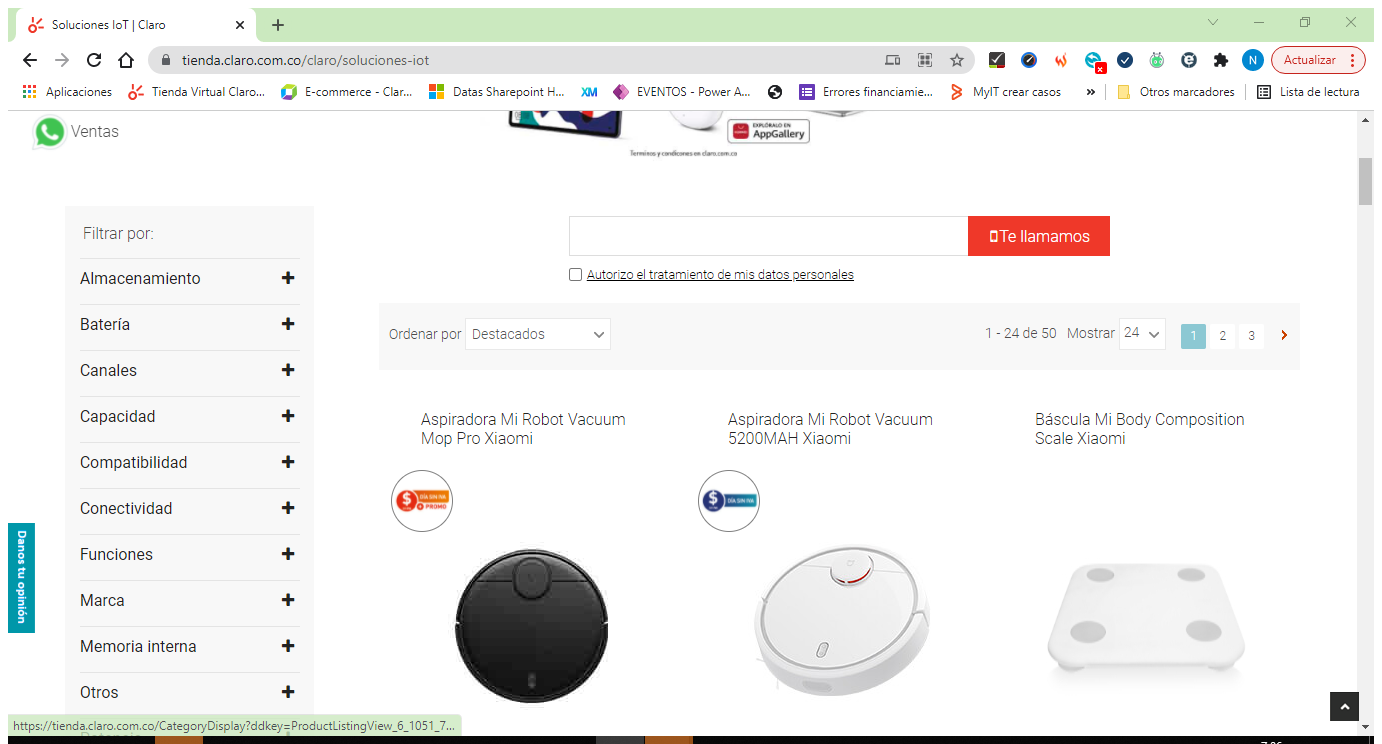 Soluciones IoT | Claro
tienda.claro.com.co/claro/soluciones-iot
N
Actualizar
Aplicaciones
Tienda Virtual Claro...
E-commerce - Clar...
Datas Sharepoint H...
XM
EVENTOS - Power A...
Errores financiamie...
MyIT crear casos
»
Otros marcadores
Lista de lectura
Ventas
EXPLÓRALO EN
AppGallery
Terminos y condicones en claro.com.co
Filtrar por:
Almacenamiento
Batería
Canales
Capacidad
Compatibilidad
Conectividad
Funciones
Marca
Memoria interna
Otros
Te llamamos
Autorizo el tratamiento de mis datos personales
Ordenar por Destacados
1 - 24 de 50 Mostrar 24 1 2 3
Aspiradora Mi Robot Vacuum
Mop Pro Xiaomi
Aspiradora Mi Robot Vacuum
5200MAH Xiaomi
Báscula Mi Body Composition
Scale Xiaomi
$ DÍA SIN IVA
+ PROMO
$ DÍA SIN IVA
Danos tu opinión
https://tienda.claro.com.co/CategoryDisplay?ddkey=ProductListingView_6_1051_7...